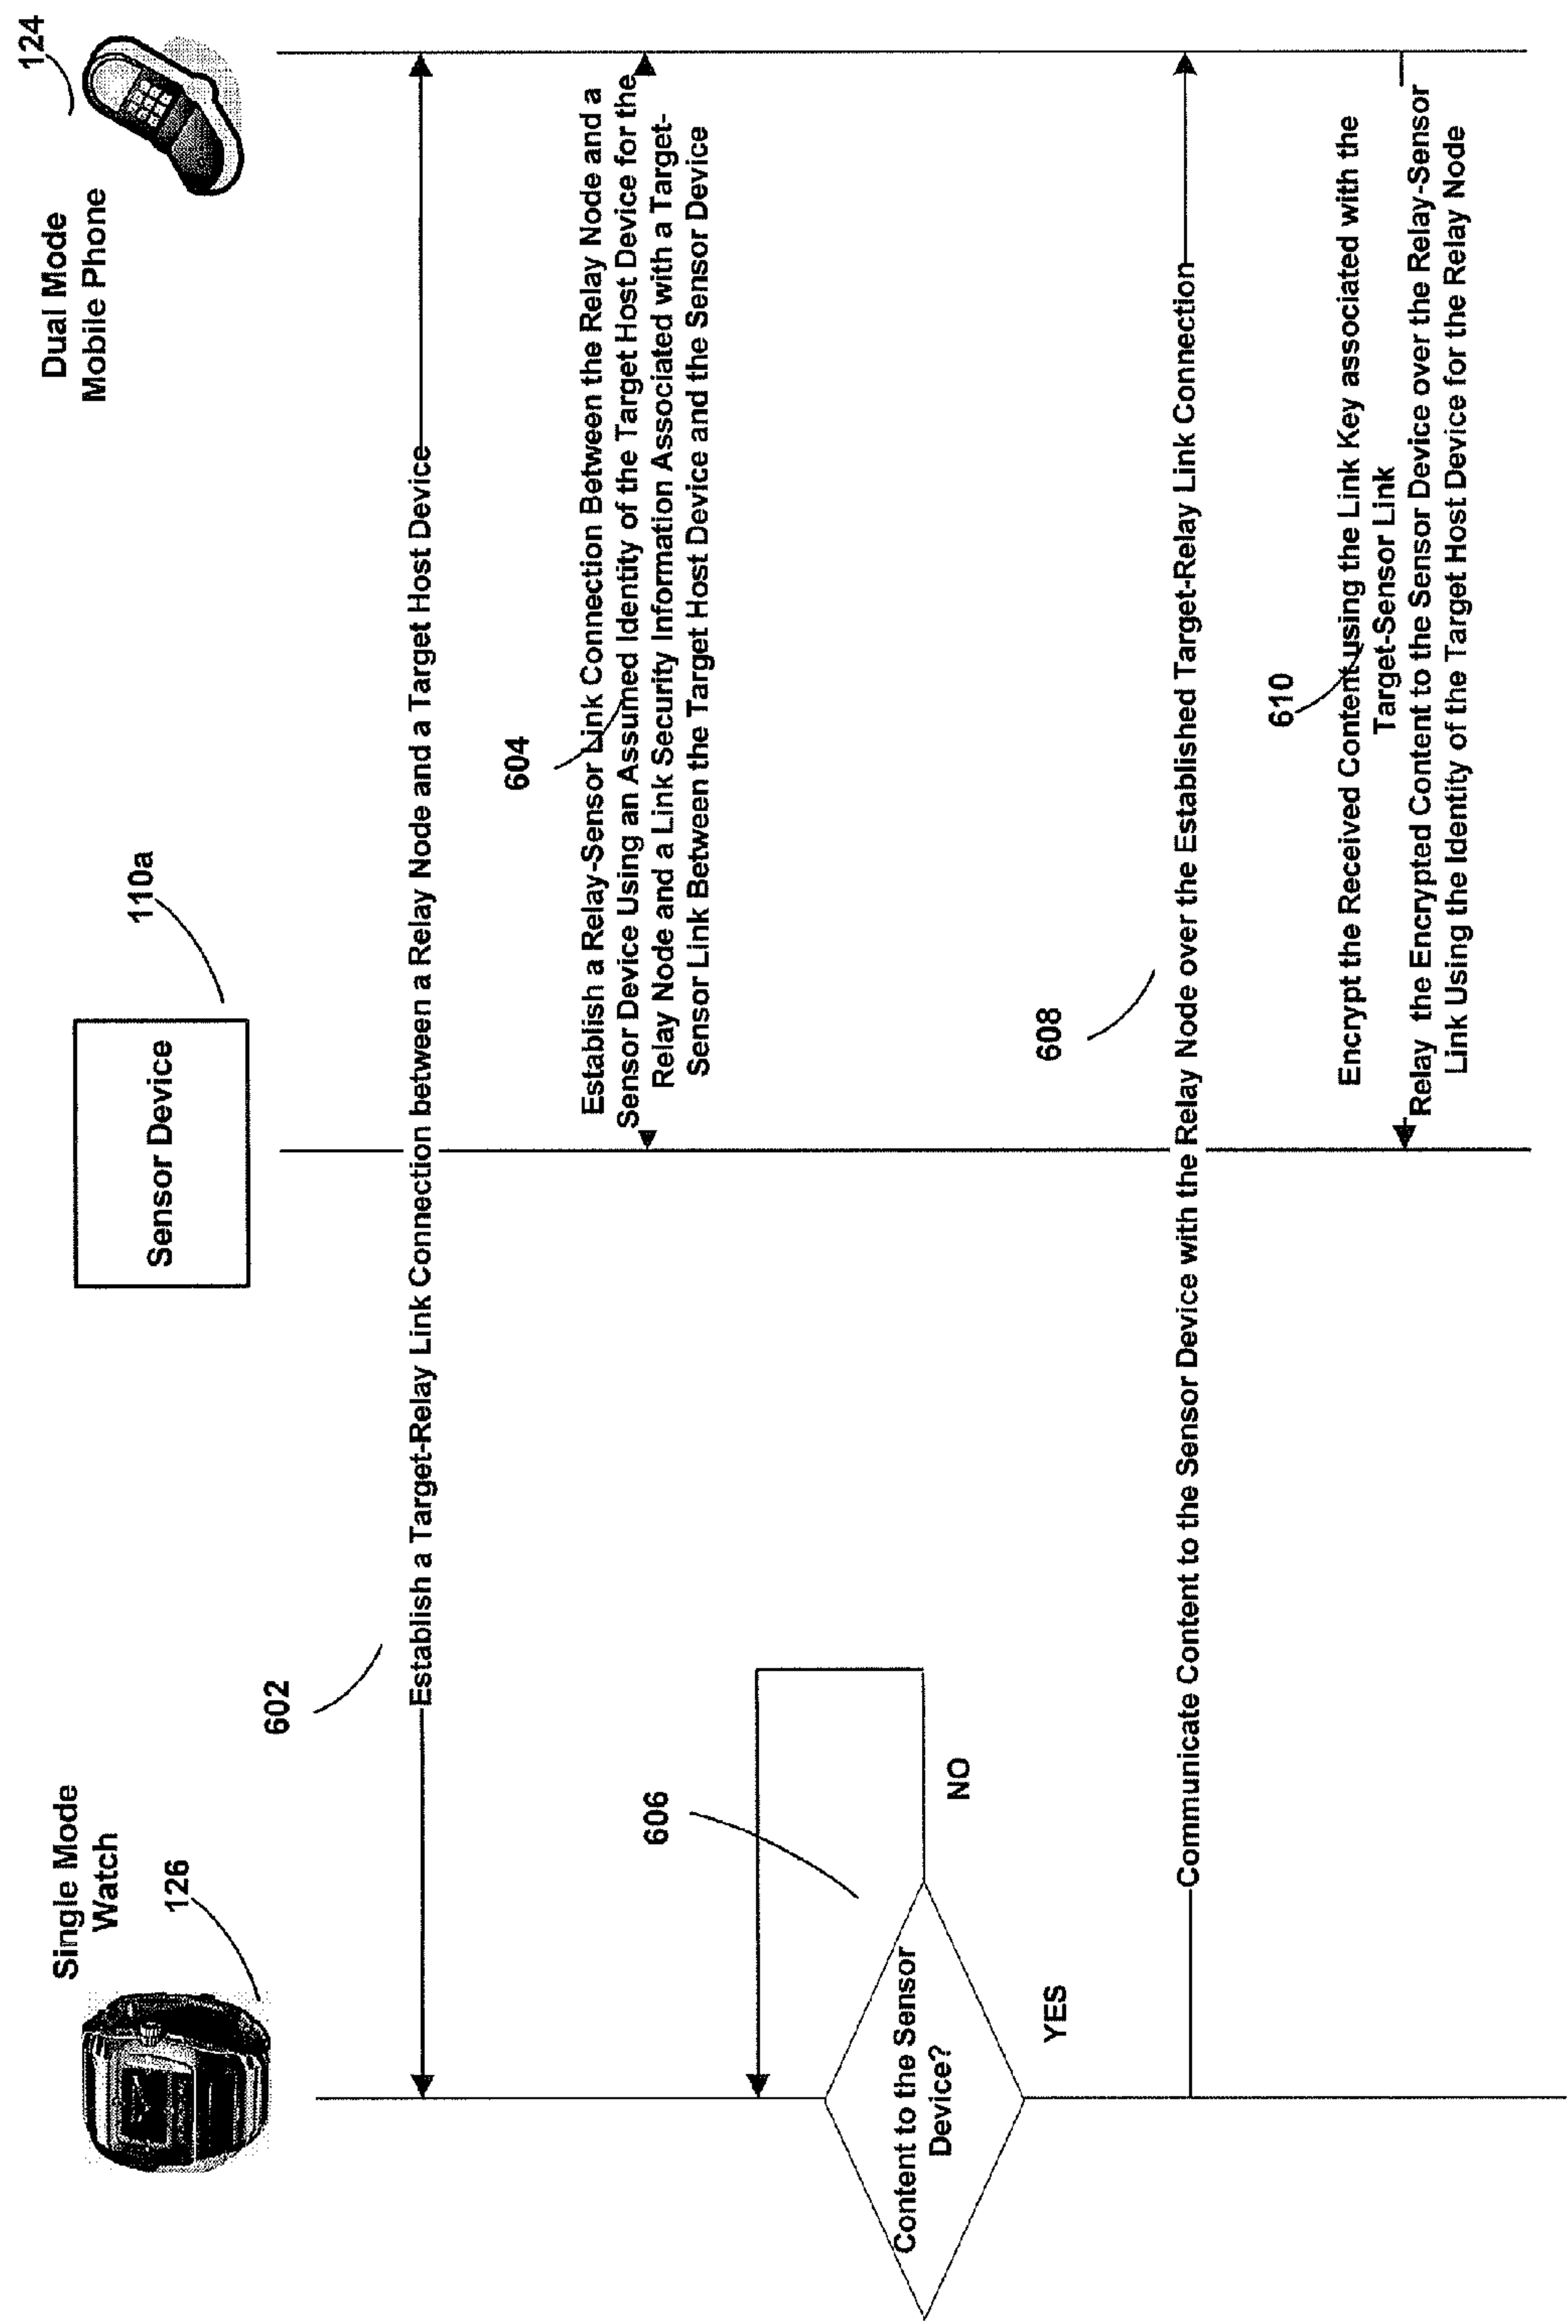 Single Mode
Watch
126
Sensor Device
110a
Dual Mode
Mobile Phone
124
602
Establish a Target-Relay Link Connection between a Relay Node and a Target Host Device
604
Establish a Relay-Sensor Link Connection Between the Relay Node and a
Sensor Device Using an Assumed Identity of the Target Host Device for the
Relay Node and a Link Security Information Associated with a Target-
Sensor Link Between the Target Host Device and the Sensor Device
606
Content to the Sensor
Device?
NO
YES
608
Communicate Content to the Sensor Device with the Relay Node over the Established Target-Relay Link Connection
610
Encrypt the Received Content using the Link Key associated with the
Target-Sensor Link
Relay the Encrypted Content to the Sensor Device over the Relay-Sensor
Link Using the Identity of the Target Host Device for the Relay Node